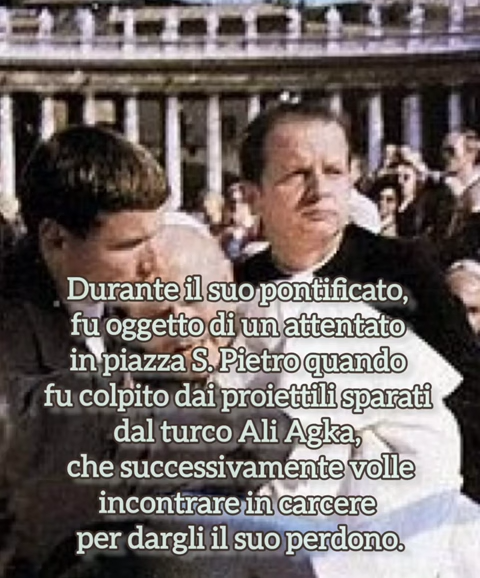 Durante il suo pontificato,
fu oggetto di un attentato
in piazza S. Pietro quando
fu colpito dai proiettili sparati
dal turco Ali Agka,
che successivamente volle
incontrare in carcere
per dargli il suo perdono.